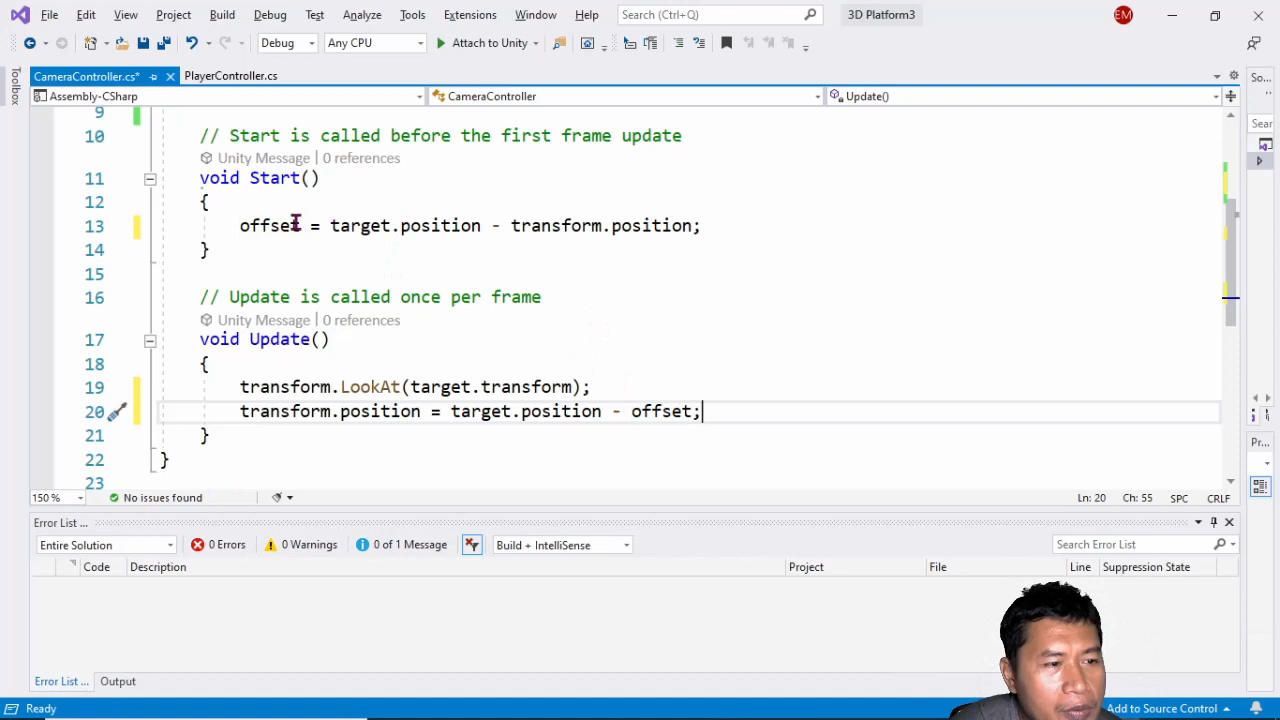 File Edit View Project Build Debug Test Analyze Tools Extensions Window Help Search (Ctrl+Q) 3D Platform3 EM
Debug Any CPU Attach to Unity
Toolbox
CameraController.cs* PlayerController.cs
So...
Assembly-CSharp CameraController Update()
9
10 // Start is called before the first frame update
Sear
Unity Message | 0 references
11 void Start()
12 {
13 offset = target.position - transform.position;
14 }
15
16 // Update is called once per frame
Unity Message | 0 references
17 void Update()
18 {
19 transform.LookAt(target.transform);
20 transform.position = target.position - offset;
21 }
Pr...
22 }
23
150 % No issues found Ln: 20 Ch: 55 SPC CRLF
Error List ...
Entire Solution 0 Errors 0 Warnings 0 of 1 Message Build + IntelliSense Search Error List
Code Description Project File Line Suppression State
Error List ... Output
Ready Add to Source Control